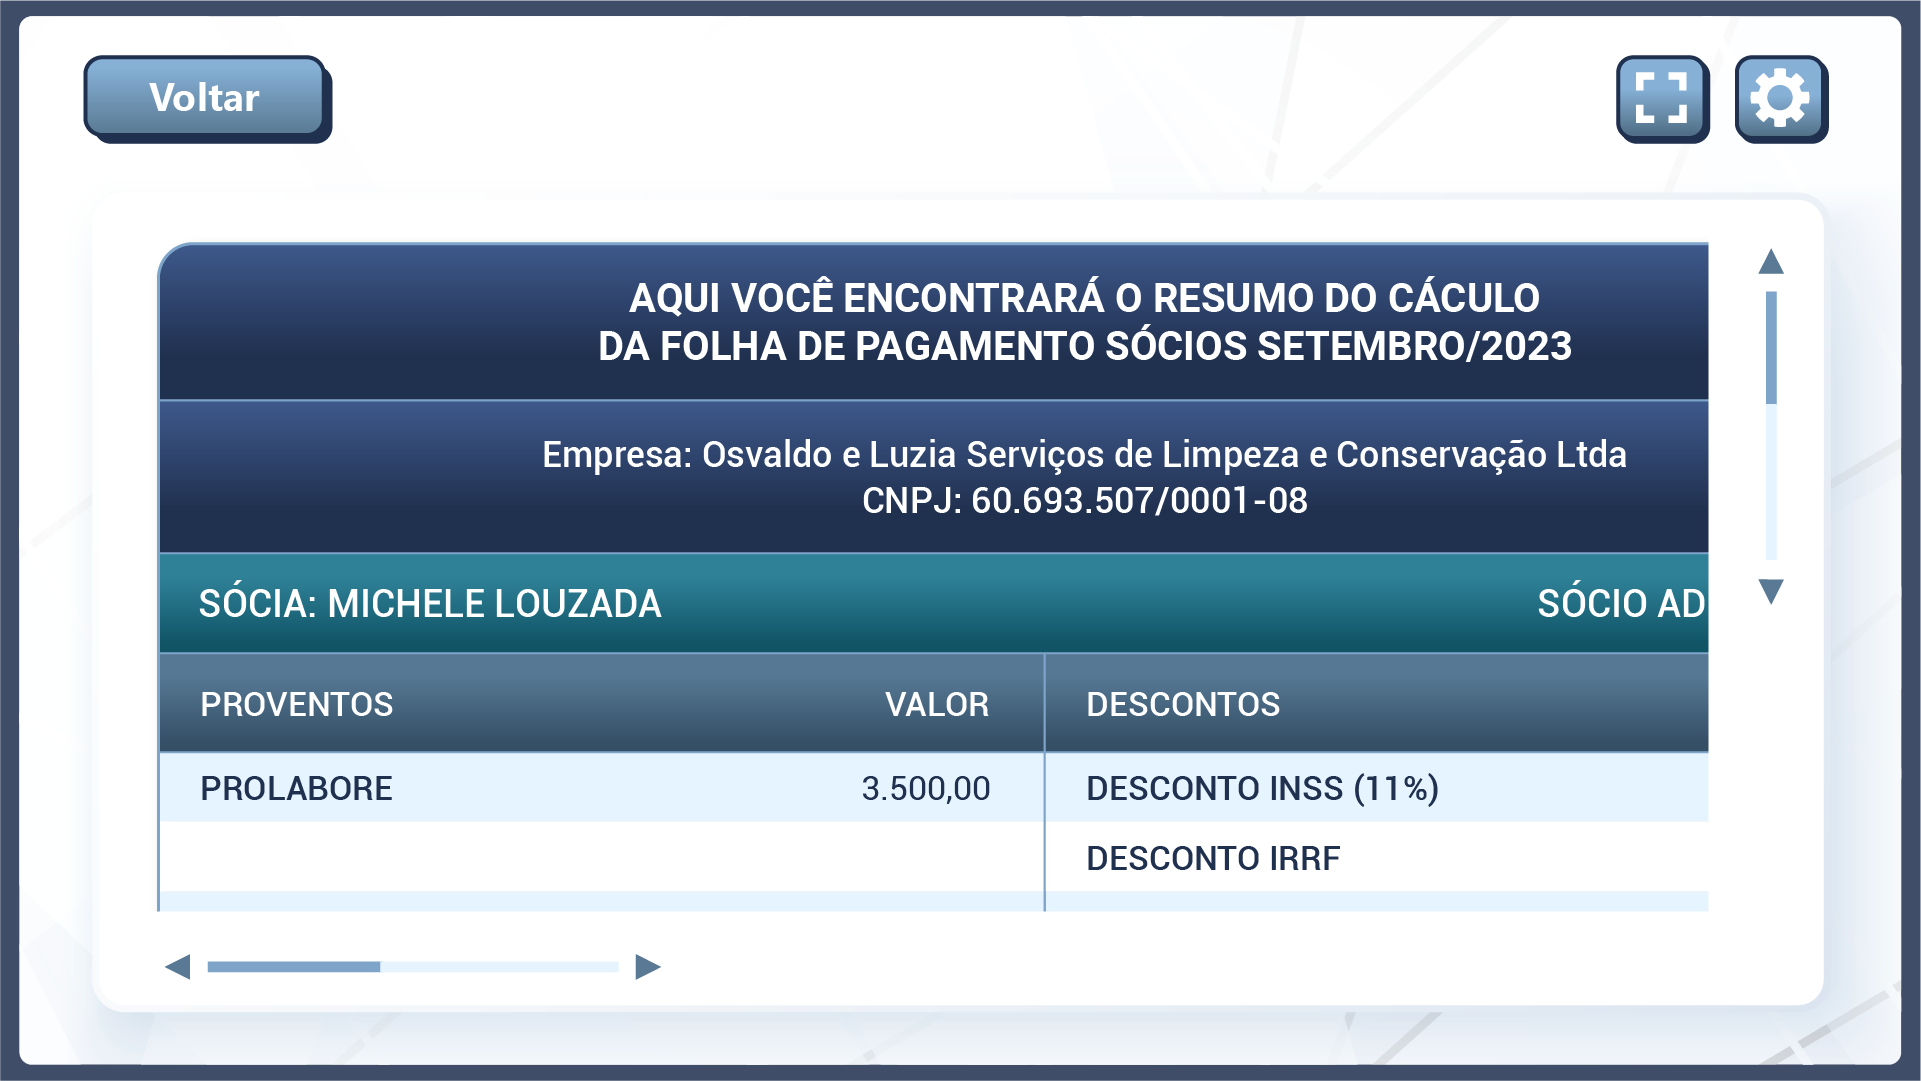 Voltar
AQUI VOCÊ ENCONTRARÁ O RESUMO DO CÁCULO
DA FOLHA DE PAGAMENTO SÓCIOS SETEMBRO/2023
Empresa: Osvaldo e Luzia Serviços de Limpeza e Conservação Ltda
CNPJ: 60.693.507/0001-08
SÓCIA: MICHELE LOUZADA SÓCIO AD
PROVENTOS VALOR DESCONTOS
PROLABORE 3.500,00 DESCONTO INSS (11%)
DESCONTO IRRF